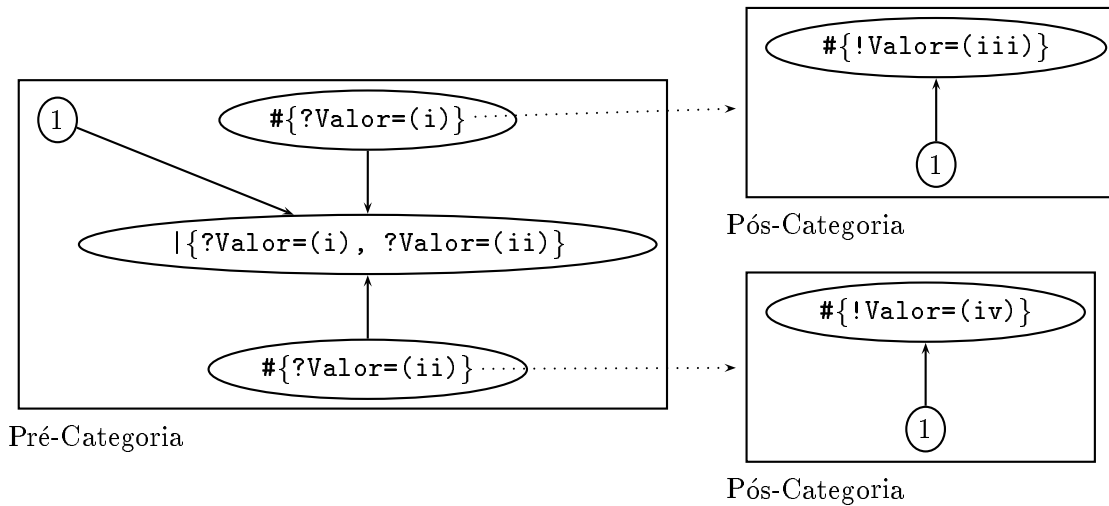 #{!Valor=(iii)}
1
Pós-Categoria
1
#{?Valor=(i)}
|{?Valor=(i), ?Valor=(ii)}
#{?Valor=(ii)}
Pré-Categoria
#{!Valor=(iv)}
1
Pós-Categoria